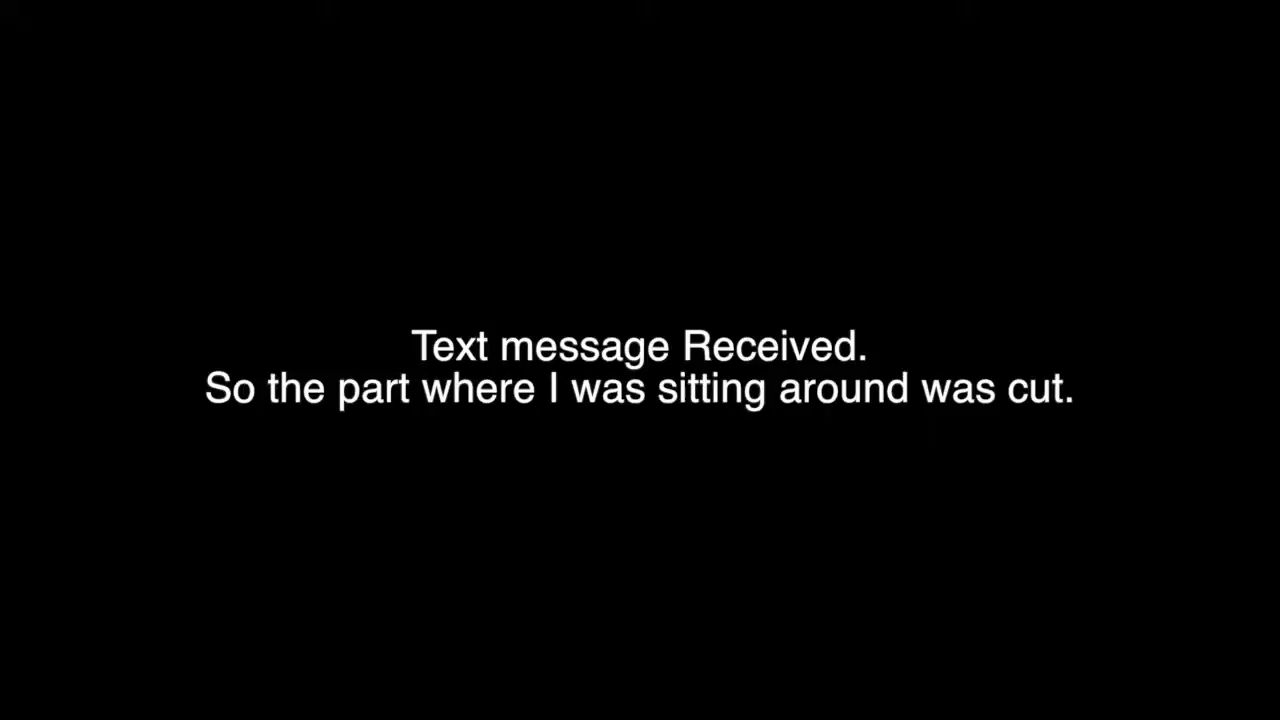 Text message Received.
So the part where I was sitting around was cut.